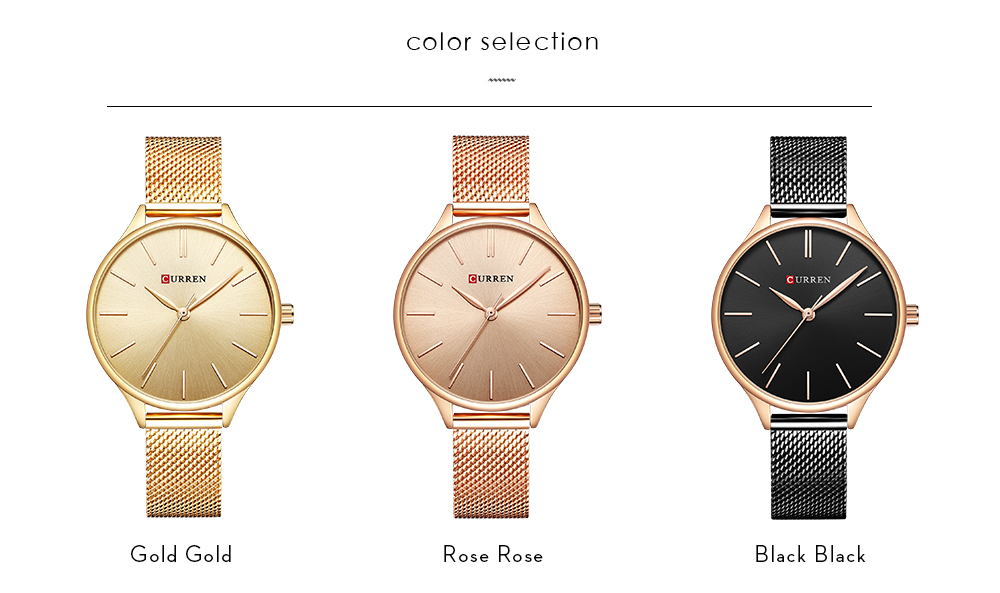 color selection
CURREN
CURREN
CURREN
Gold Gold
Rose Rose
Black Black